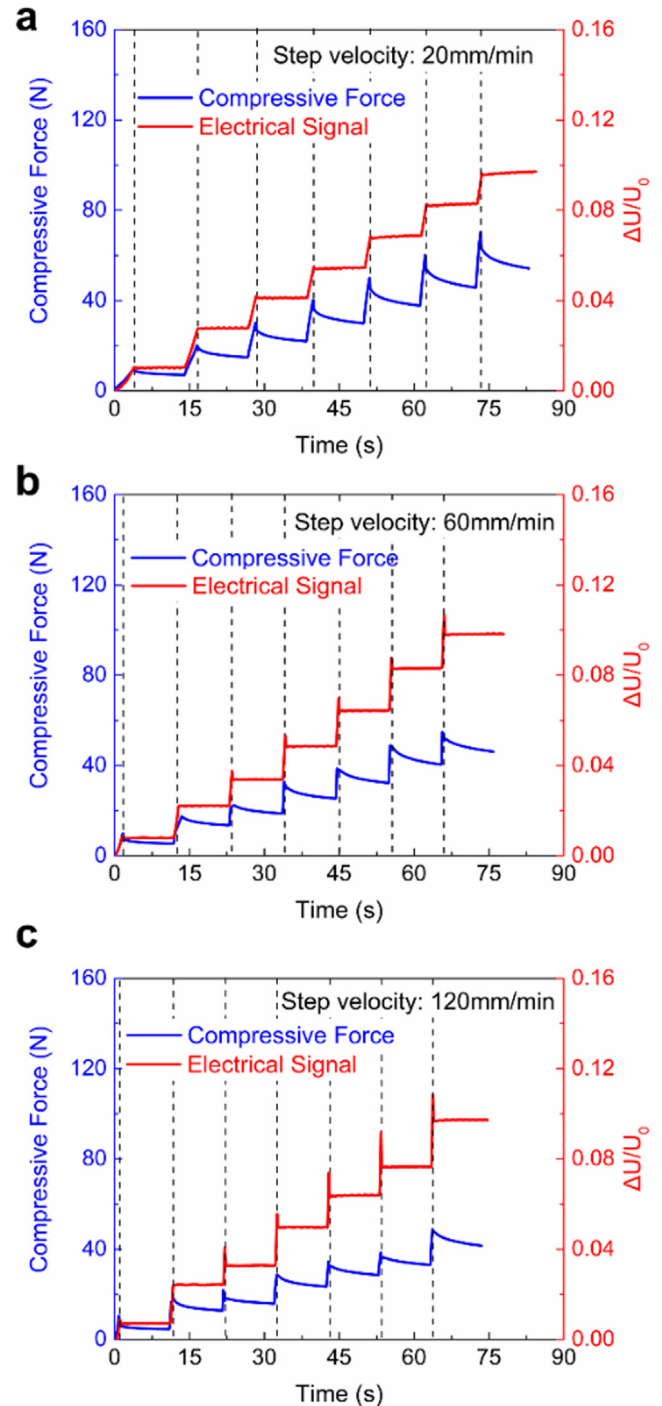 a
Step velocity: 20mm/min
Compressive Force
Electrical Signal
160
120
80
40
0
Compressive Force (N)
0.16
0.12
0.08
0.04
0.00
ΔU/U₀
0 15 30 45 60 75 90
Time (s)
b
Step velocity: 60mm/min
Compressive Force
Electrical Signal
160
120
80
40
0
Compressive Force (N)
0.16
0.12
0.08
0.04
0.00
ΔU/U₀
0 15 30 45 60 75 90
Time (s)
c
Step velocity: 120mm/min
Compressive Force
Electrical Signal
160
120
80
40
0
Compressive Force (N)
0.16
0.12
0.08
0.04
0.00
ΔU/U₀
0 15 30 45 60 75 90
Time (s)